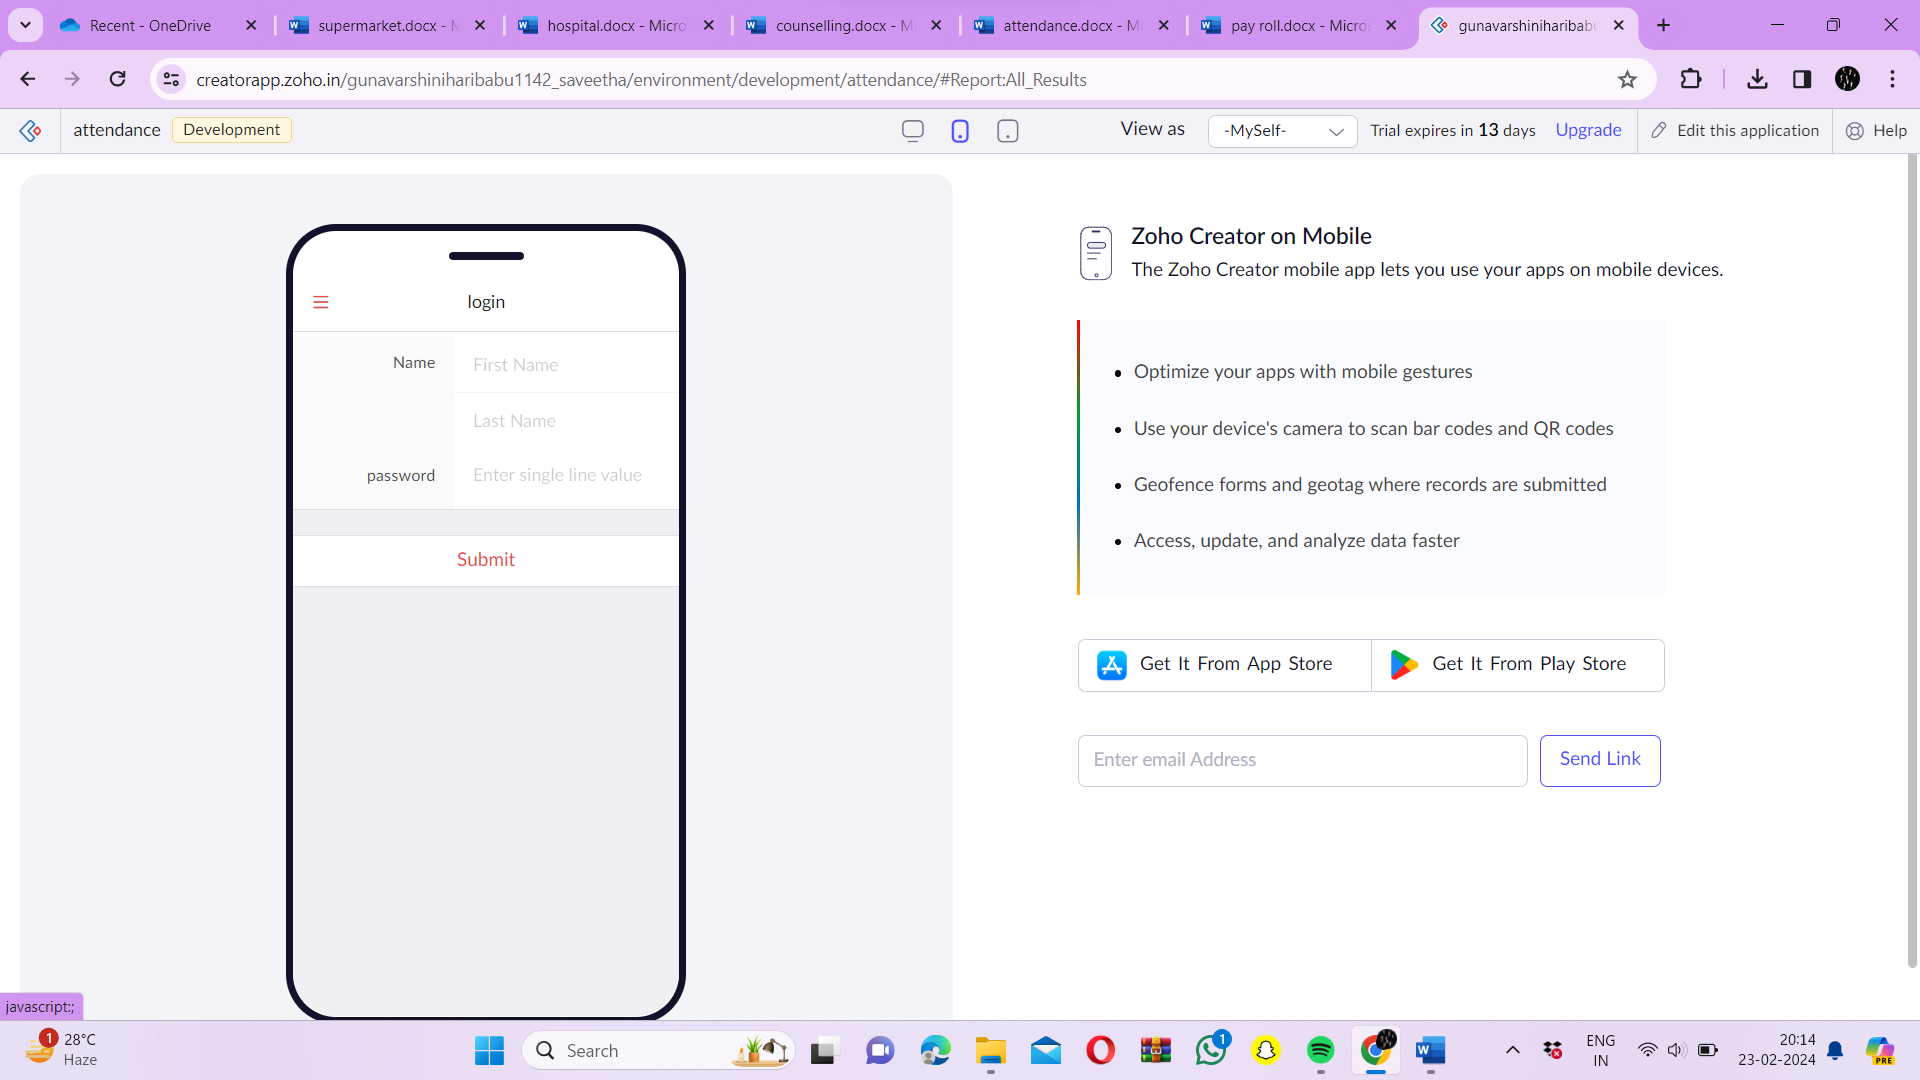 Recent - OneDrive
supermarket.docx - M
hospital.docx - Micro
counselling.docx - M
attendance.docx - Mi
pay roll.docx - Micro
gunavarshiniharibabu
creatorapp.zoho.in/gunavarshiniharibabu1142_saveetha/environment/development/attendance/#Report:All_Results
attendance
Development
View as
-MySelf-
Trial expires in 13 days
Upgrade
Edit this application
Help
login
Name
First Name
Last Name
password
Enter single line value
Submit
Zoho Creator on Mobile
The Zoho Creator mobile app lets you use your apps on mobile devices.
Optimize your apps with mobile gestures
Use your device's camera to scan bar codes and QR codes
Geofence forms and geotag where records are submitted
Access, update, and analyze data faster
Get It From App Store
Get It From Play Store
Enter email Address
Send Link
javascript:;
1
28°C
Haze
Search
1
ENG
IN
20:14
23-02-2024
PRE